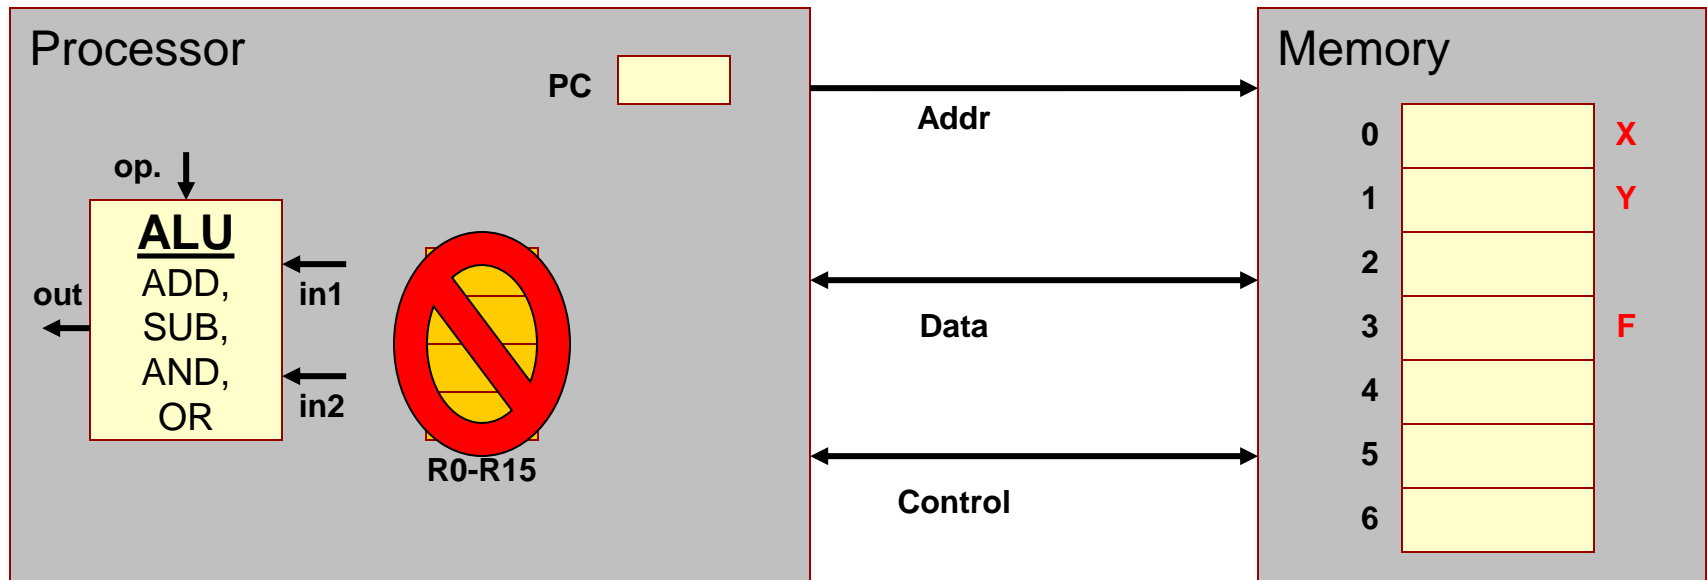 Processor
PC
op.
ALU
ADD,
SUB,
AND,
OR
out
in1
in2
R0-R15
Addr
Data
Control
Memory
0 X
1 Y
2
3 F
4
5
6